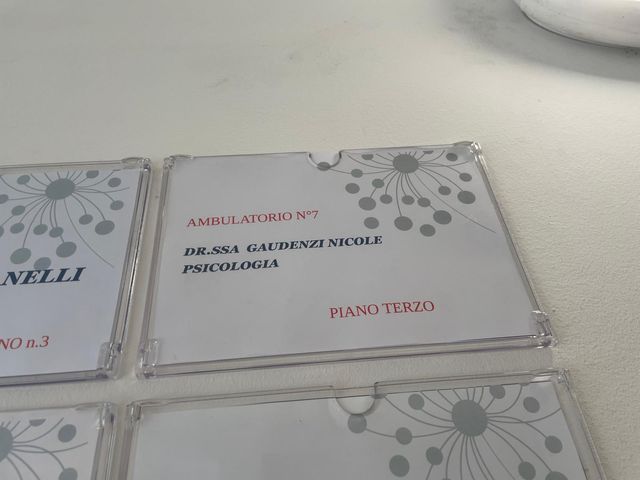 AMBULATORIO N°7
DR.SSA GAUDENZI NICOLE
PSICOLOGIA
PIANO TERZO
NELLI
NO n.3